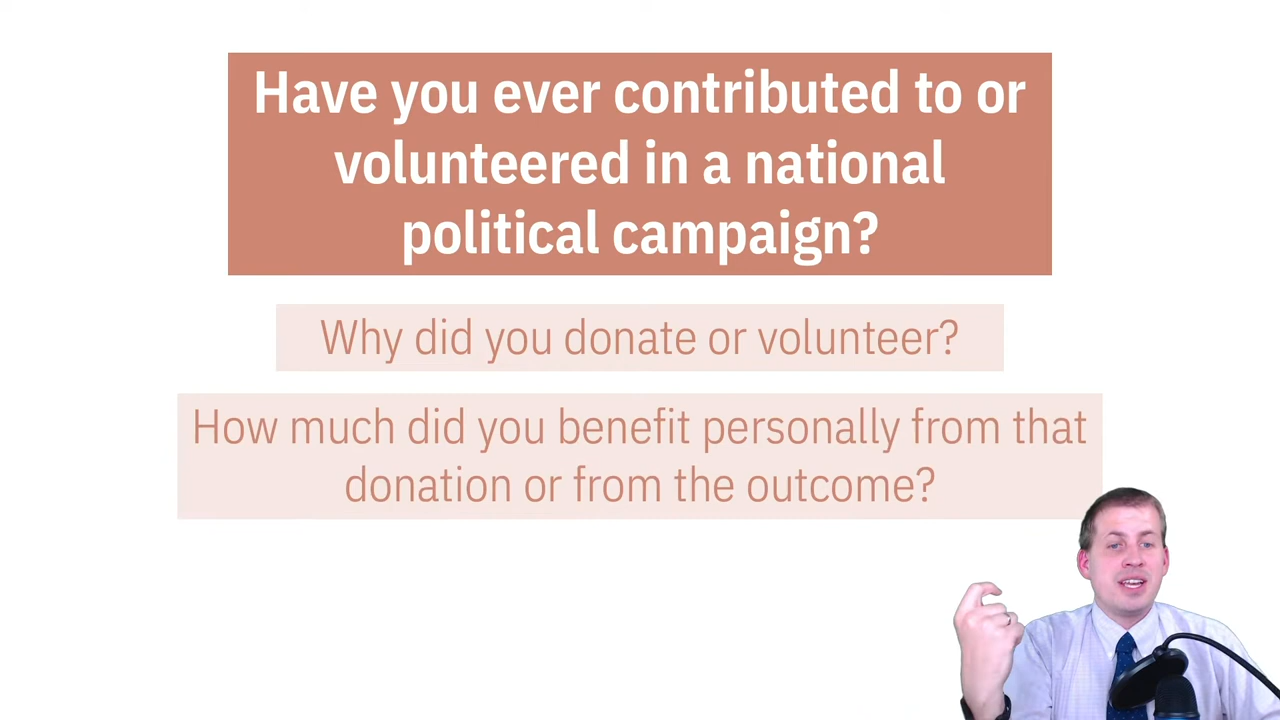 Have you ever contributed to or
volunteered in a national
political campaign?
Why did you donate or volunteer?
How much did you benefit personally from that
donation or from the outcome?